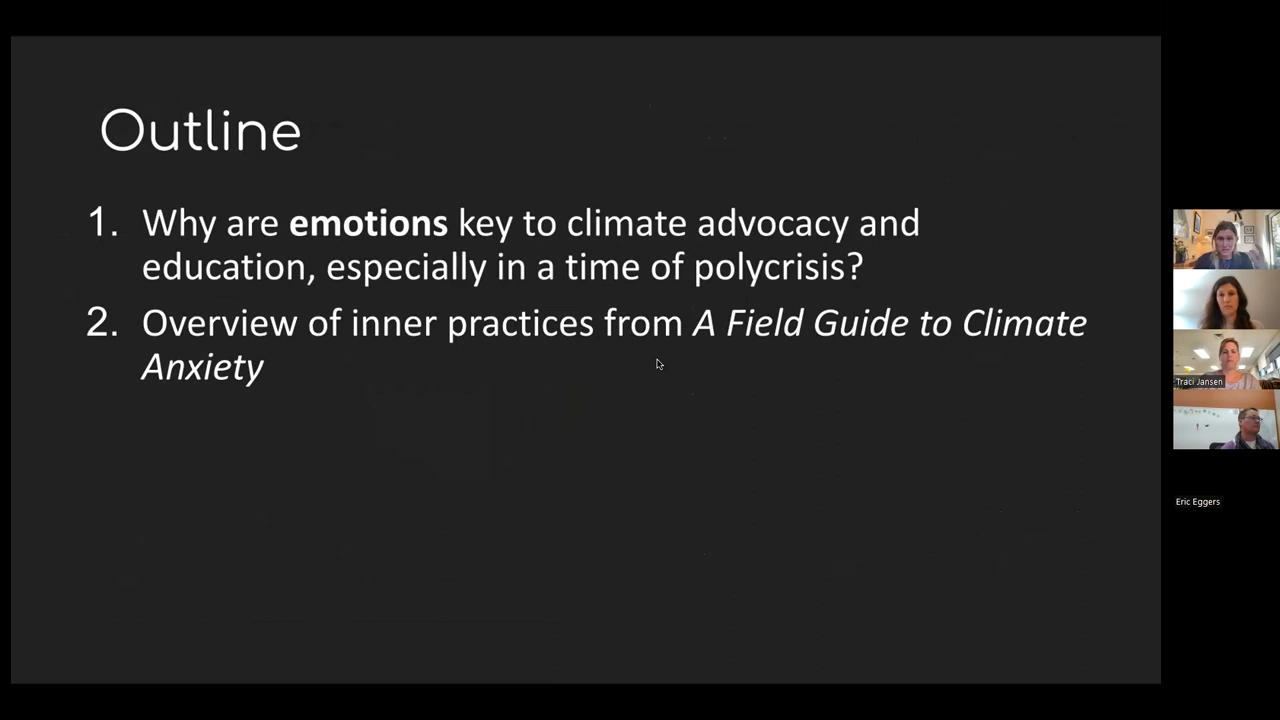 Outline
1. Why are emotions key to climate advocacy and
education, especially in a time of polycrisis?
2. Overview of inner practices from A Field Guide to Climate
Anxiety
Traci Jansen
Eric Eggers